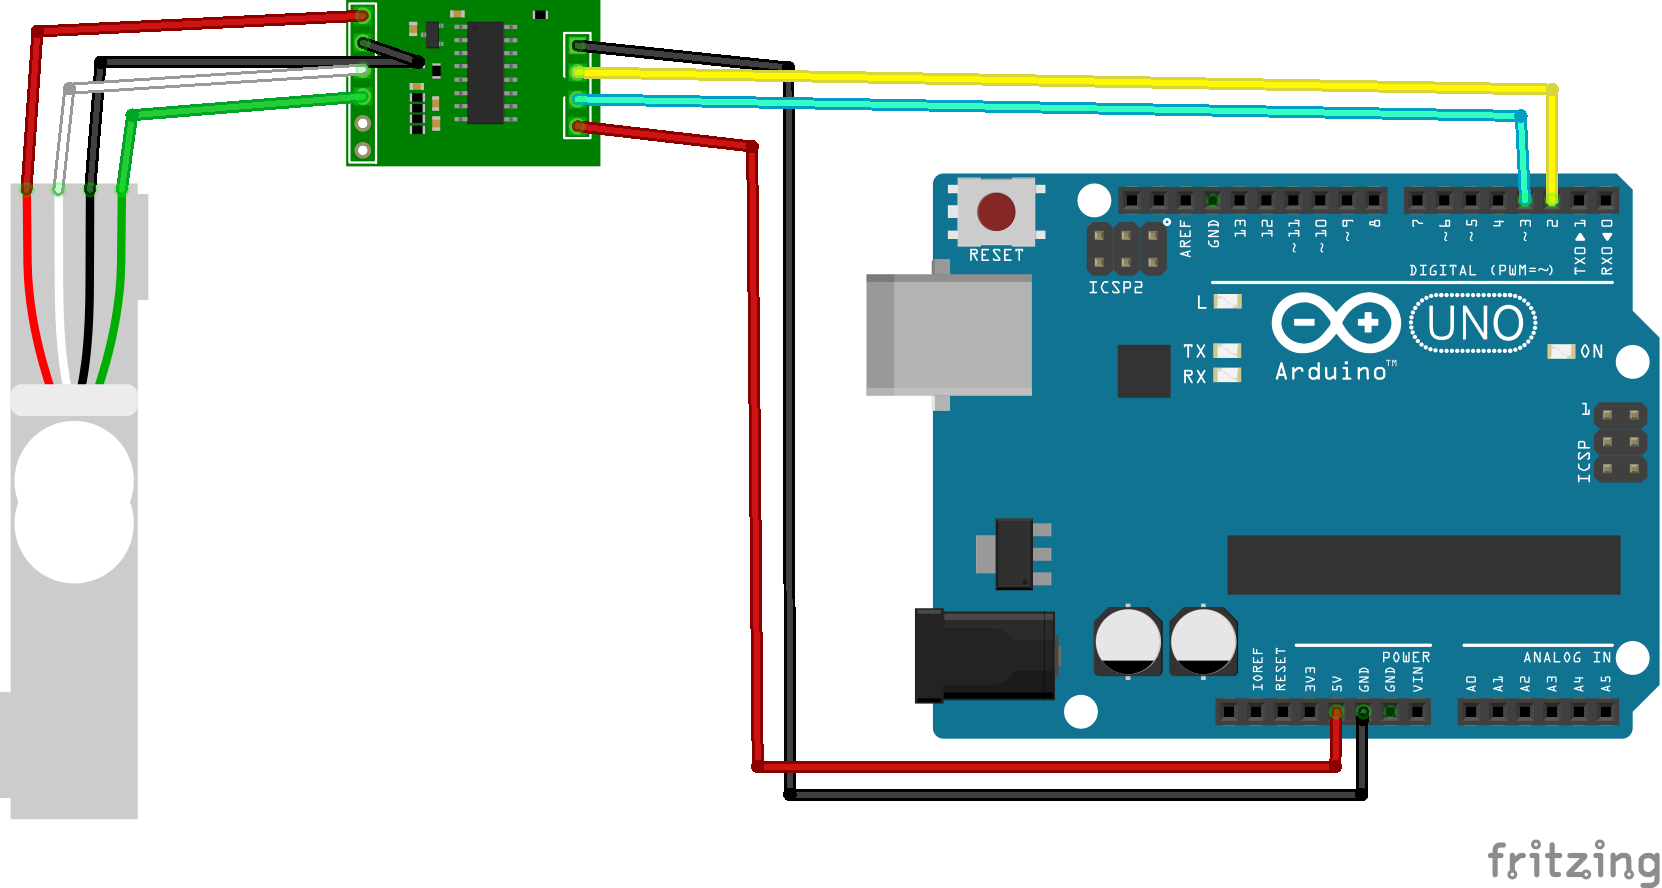 RESET
ICSP2
AREF
GND
13
12
~11
~10
~9
8
7
~6
~5
4
~3
2
TX0▶1
RX0◀0
DIGITAL (PWM=~)
L
TX
RX
UNO
Arduino™
ON
1
ICSP
POWER
ANALOG IN
IOREF
RESET
3V3
5V
GND
GND
VIN
A0
A1
A2
A3
A4
A5
fritzing